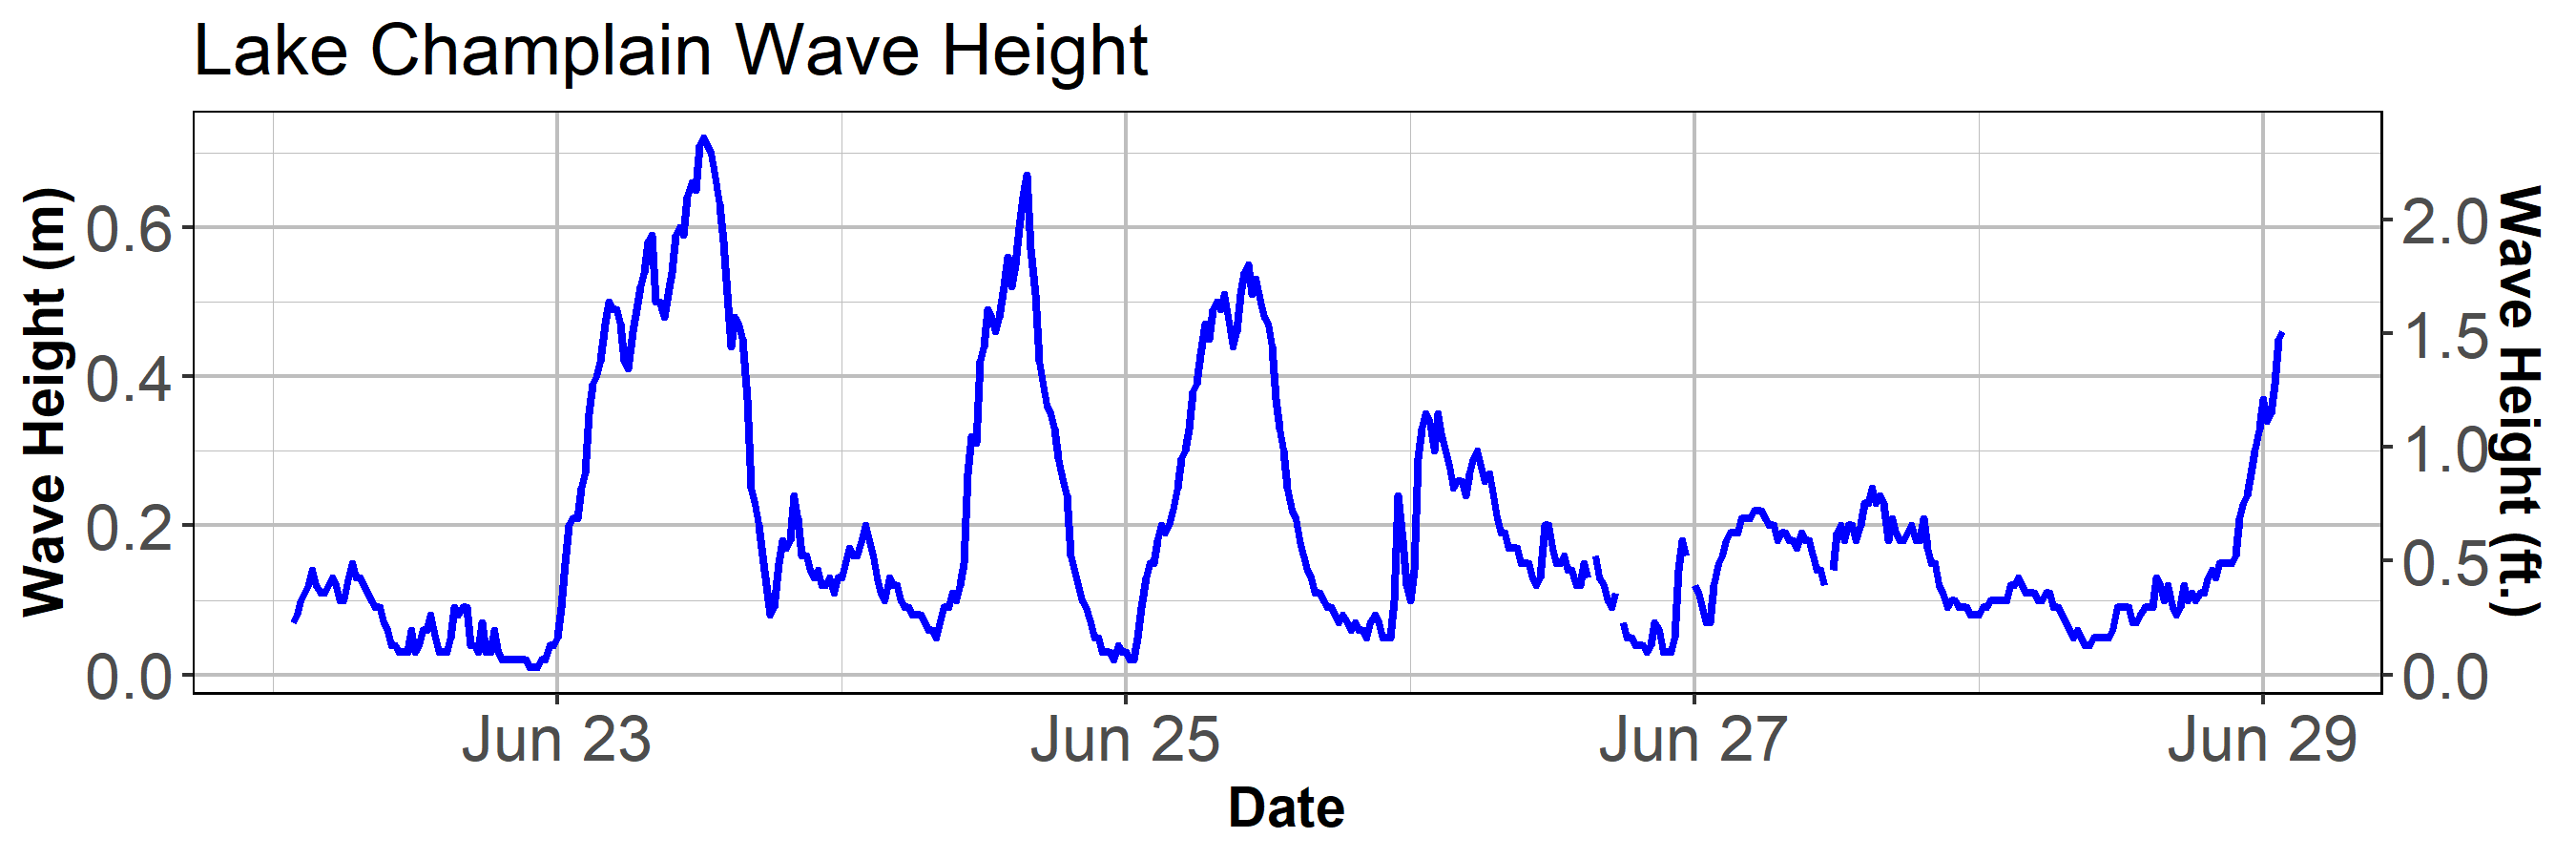 Lake Champlain Wave Height
Wave Height (m)
0.6
0.4
0.2
0.0
2.0
1.5
1.0
0.5
0.0
Wave Height (ft.)
Jun 23
Jun 25
Jun 27
Jun 29
Date